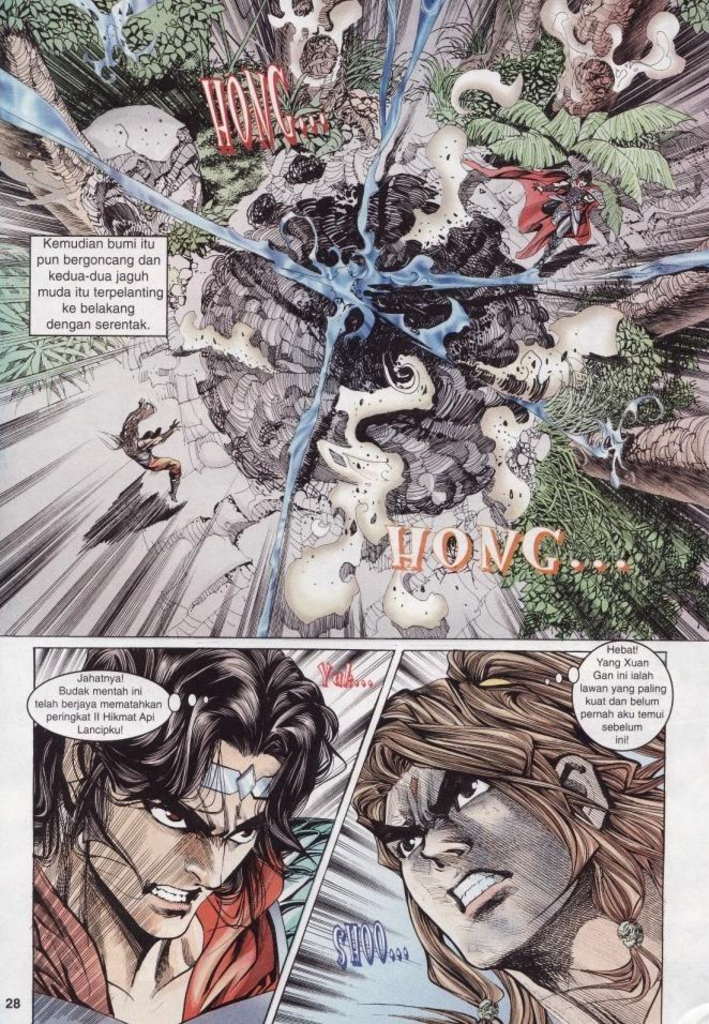 HONG...
Kemudian bumi itu
pun bergoncang dan
kedua-dua jaguh
muda itu terpelanting
ke belakang
dengan serentak.
HONG...
Jahatnya!
Budak mentah ini
telah berjaya mematahkan
peringkat II Hikmat Api
Lancipku!
Yuk...
Hebat!
Yang Xuan
Gan ini ialah
lawan yang paling
kuat dan belum
pernah aku temui
sebelum
ini!
SHOO...
28